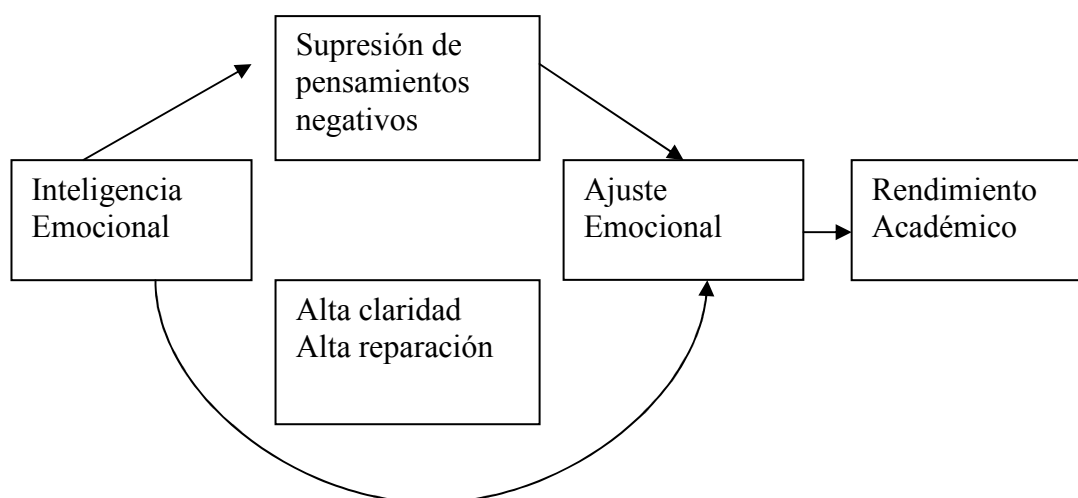 Supresión de
pensamientos
negativos
Inteligencia
Emocional
Ajuste
Emocional
Rendimiento
Académico
Alta claridad
Alta reparación